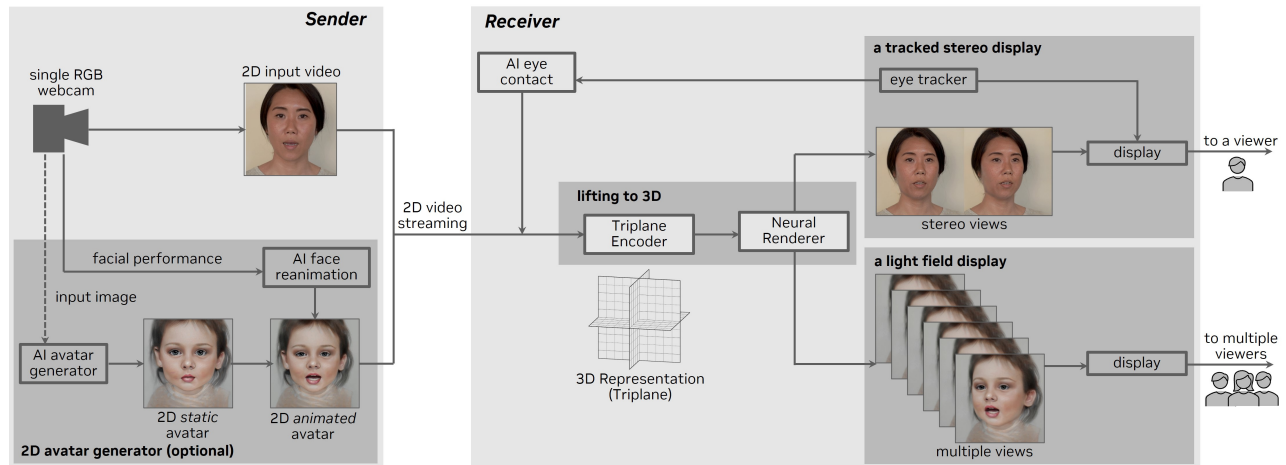 Sender
single RGB
webcam
2D input video
facial performance
AI face
reanimation
input image
AI avatar
generator
2D static
avatar
2D animated
avatar
2D avatar generator (optional)
2D video
streaming
Receiver
AI eye
contact
lifting to 3D
Triplane
Encoder
Neural
Renderer
3D Representation
(Triplane)
a tracked stereo display
eye tracker
stereo views
display
to a viewer
a light field display
multiple views
display
to multiple
viewers